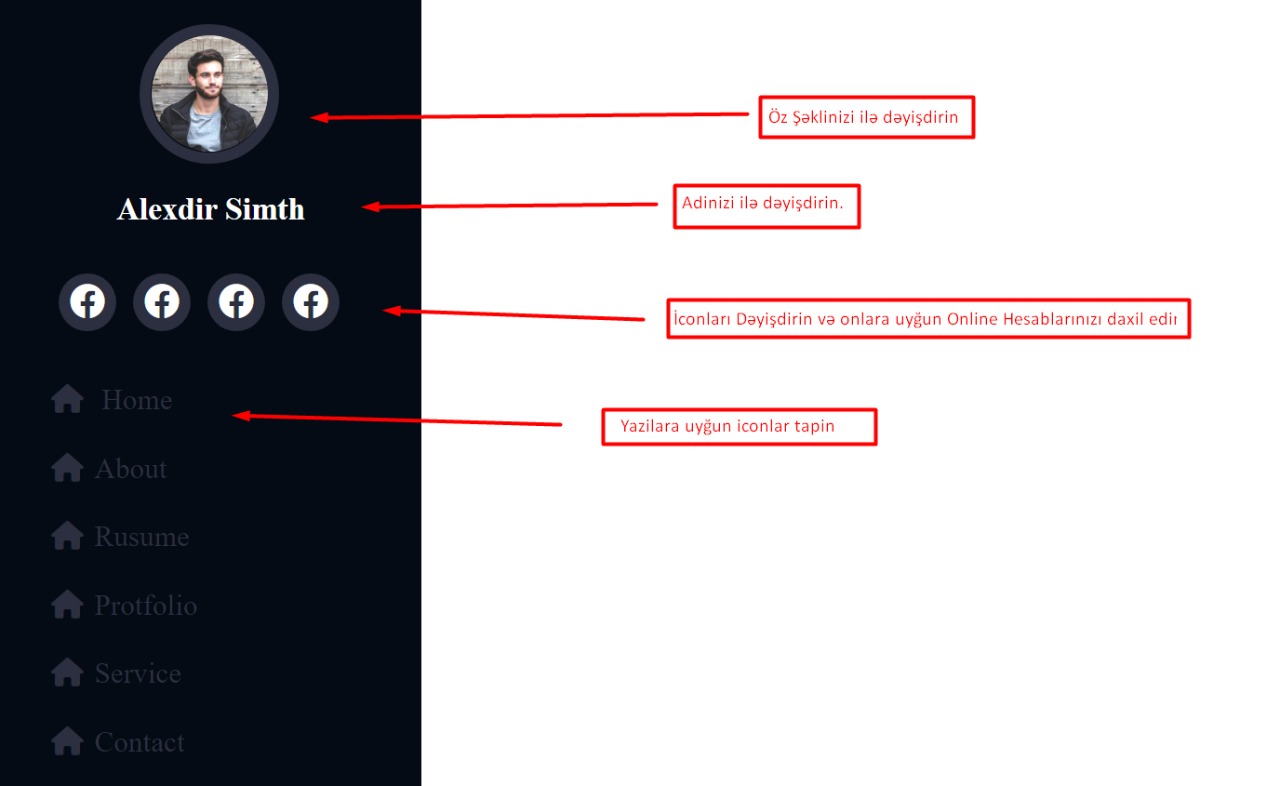 Öz Şəklinizi ilə dəyişdirin
Alexdir Simth
Adinizi ilə dəyişdirin.
İconları Dəyişdirin və onlara uyğun Online Hesablarınızı daxil edin
Home
Yazilara uyğun iconlar tapin
About
Rusume
Protfolio
Service
Contact